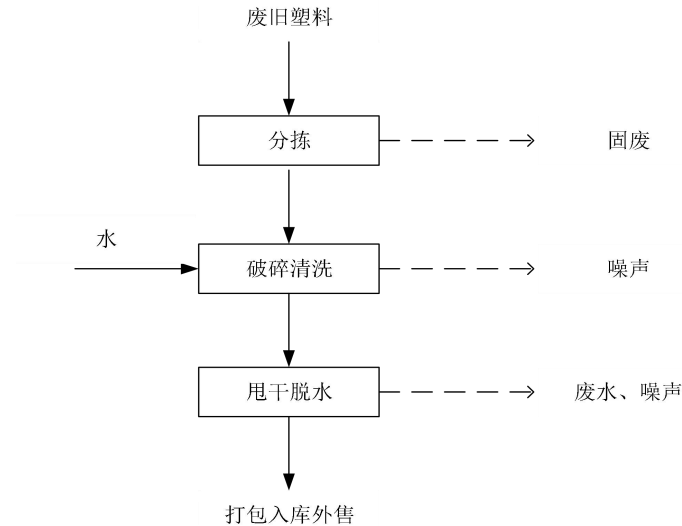 废旧塑料
分拣
固废
水
破碎清洗
噪声
甩干脱水
废水、噪声
打包入库外售